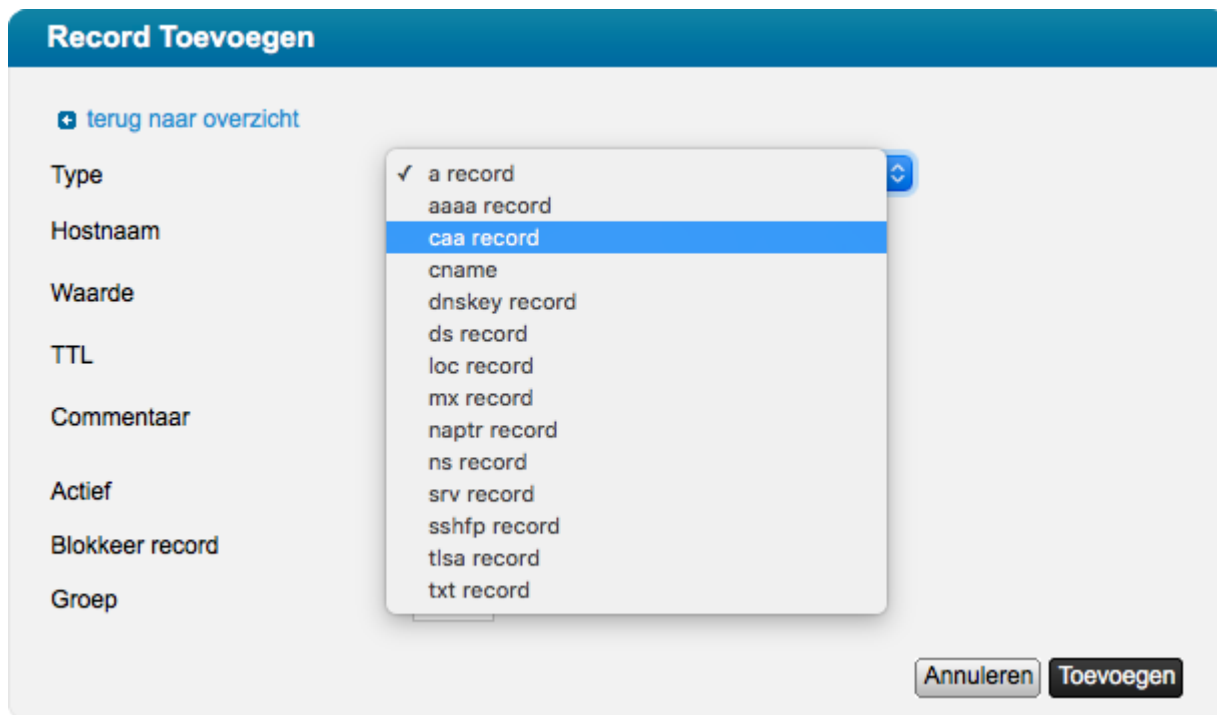 Record Toevoegen
terug naar overzicht
Type
✓ a record
aaaa record
Hostnaam
caa record
cname
Waarde
dnskey record
ds record
TTL
loc record
mx record
Commentaar
naptr record
ns record
Actief
srv record
sshfp record
Blokkeer record
tlsa record
txt record
Groep
Annuleren Toevoegen